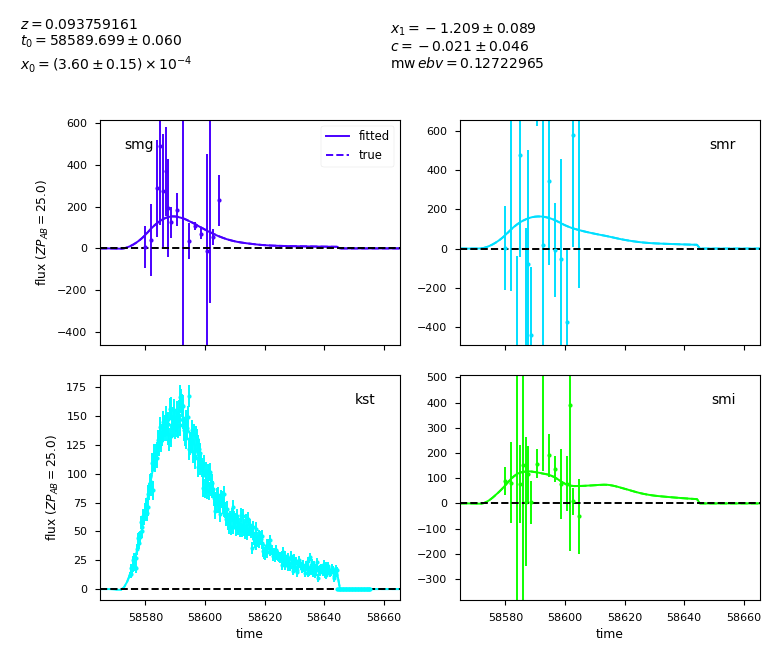 z = 0.093759161
t0 = 58589.699 ± 0.060
x0 = (3.60 ± 0.15) × 10^−4
x1 = −1.209 ± 0.089
c = −0.021 ± 0.046
mw ebv = 0.12722965
600
400
200
0
−200
−400
flux (ZP_AB = 25.0)
smg
fitted
true
600
400
200
0
−200
−400
smr
175
150
125
100
75
50
25
0
flux (ZP_AB = 25.0)
kst
58580 58600 58620 58640 58660
time
500
400
300
200
100
0
−100
−200
−300
smi
58580 58600 58620 58640 58660
time